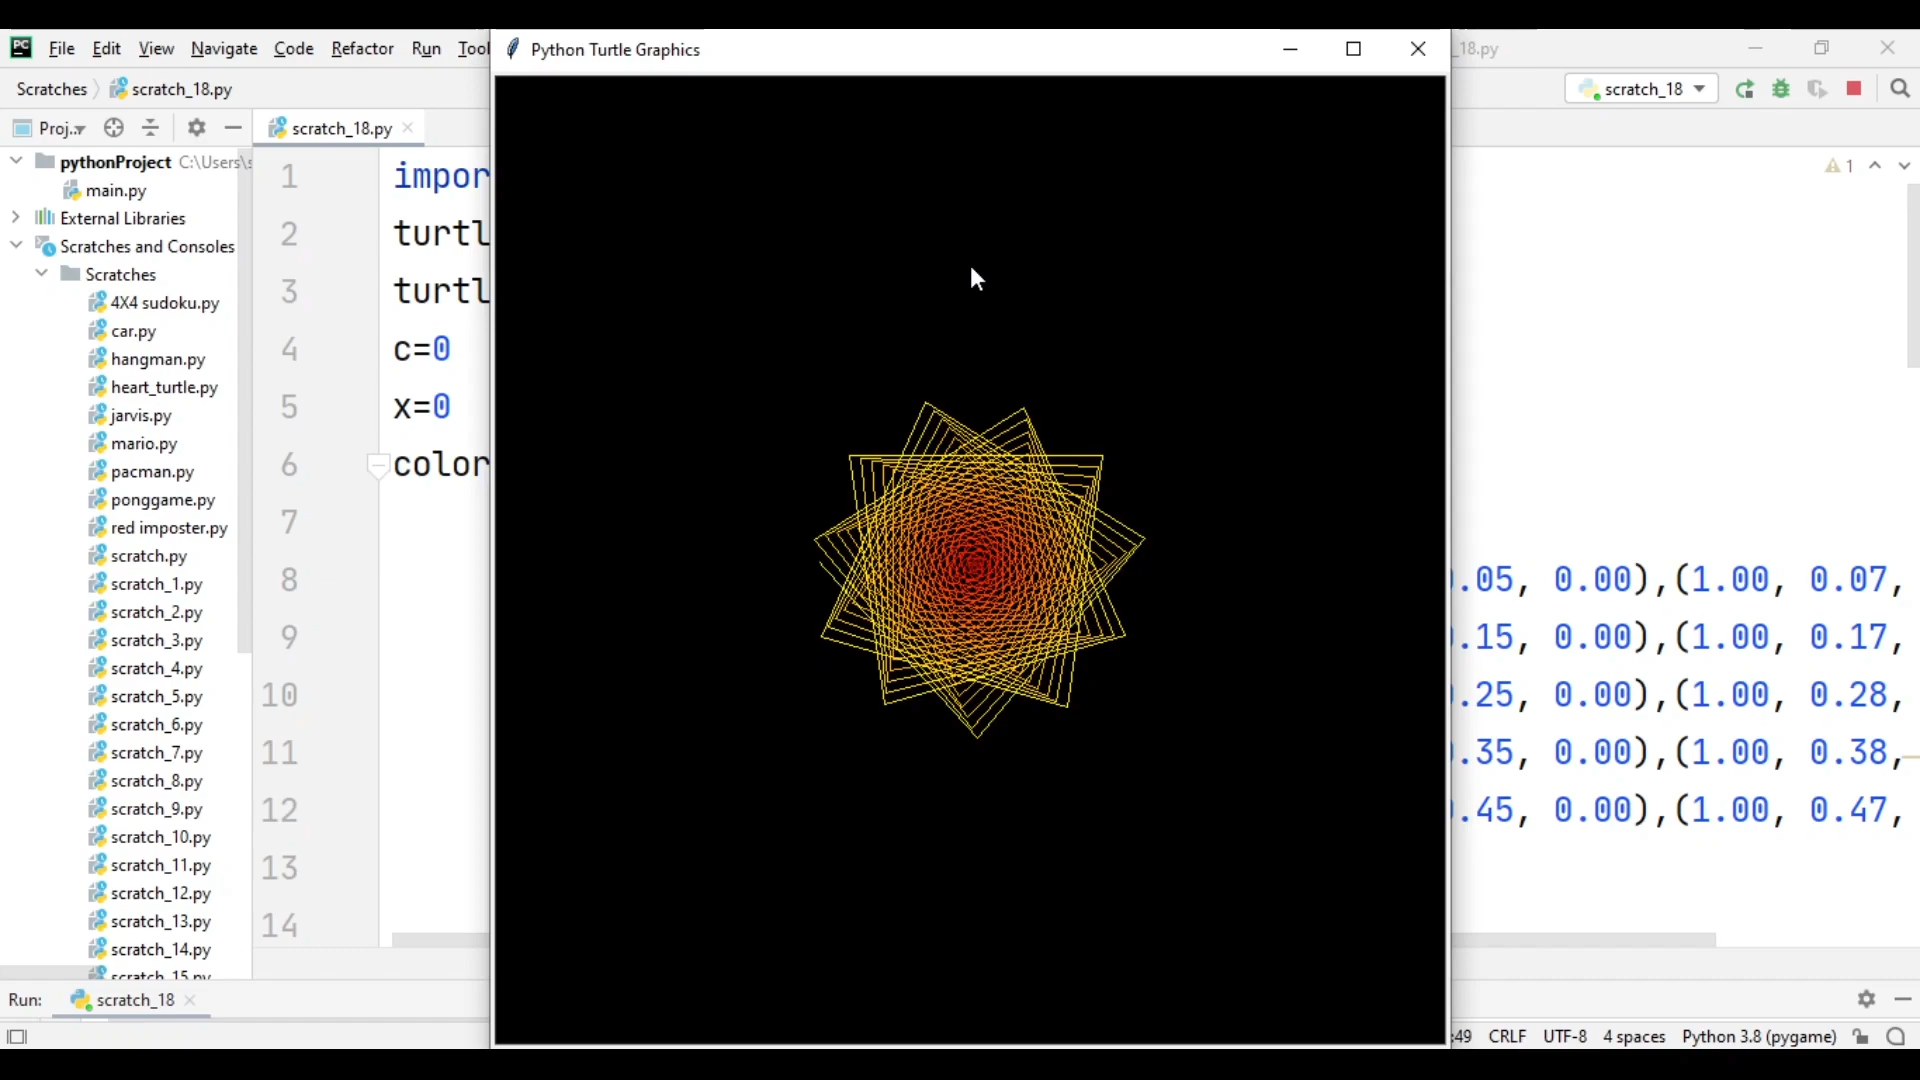 PC File Edit View Navigate Code Refactor Run Tool
Python Turtle Graphics
_18.py
Scratches scratch_18.py
scratch_18
Proj..
scratch_18.py
pythonProject C:\Users\s
main.py
External Libraries
Scratches and Consoles
Scratches
4X4 sudoku.py
car.py
hangman.py
heart_turtle.py
jarvis.py
mario.py
pacman.py
ponggame.py
red imposter.py
scratch.py
scratch_1.py
scratch_2.py
scratch_3.py
scratch_4.py
scratch_5.py
scratch_6.py
scratch_7.py
scratch_8.py
scratch_9.py
scratch_10.py
scratch_11.py
scratch_12.py
scratch_13.py
scratch_14.py
scratch_15.py
1 impor
2 turtl
3 turtl
4 c=0
5 x=0
6 color
7
8
9
10
11
12
13
14
1
.05, 0.00),(1.00, 0.07,
.15, 0.00),(1.00, 0.17,
.25, 0.00),(1.00, 0.28,
.35, 0.00),(1.00, 0.38,
.45, 0.00),(1.00, 0.47,
Run: scratch_18
:49 CRLF UTF-8 4 spaces Python 3.8 (pygame)